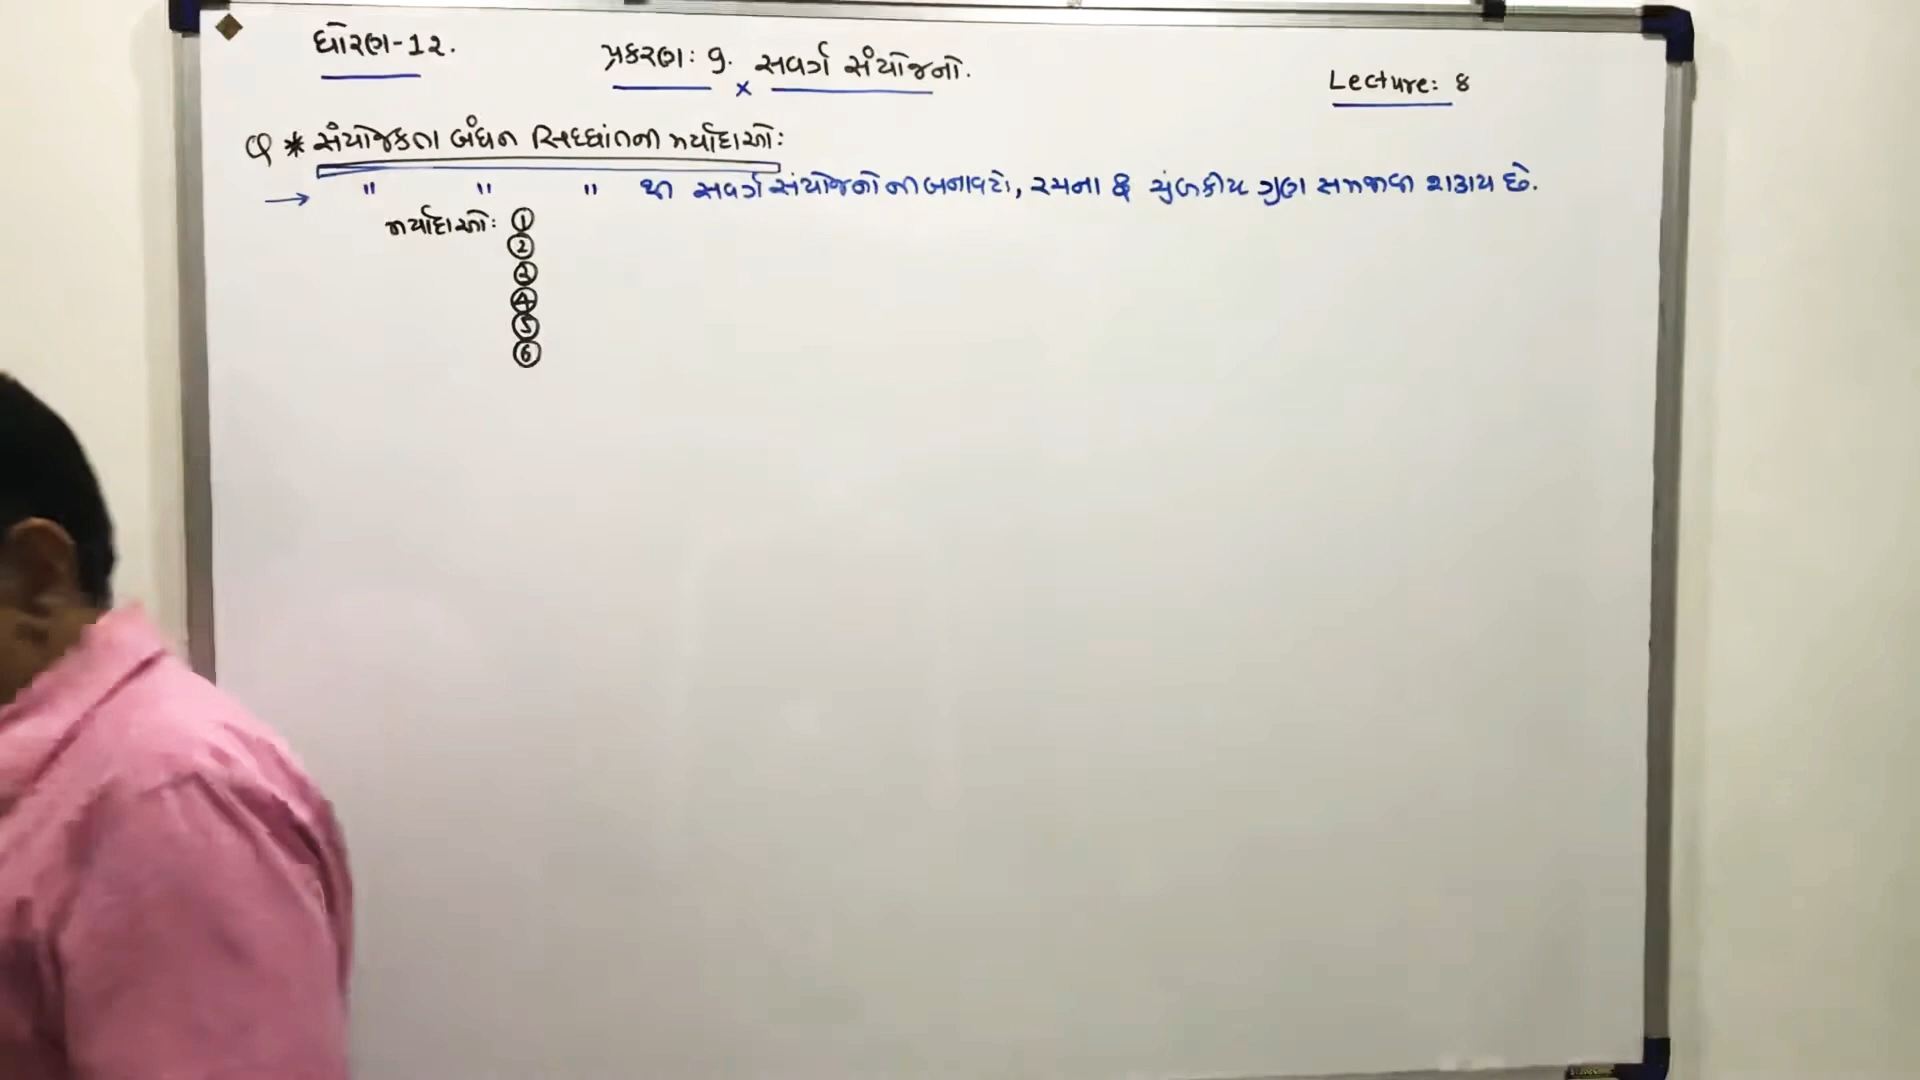 ધોરણ-12.
પ્રકરણ: 9. સવર્ગ સંયોજનો.
Lecture: 8
Q * સંયોજકતા બંધન સિધ્ધાંતની મર્યાદાઓ:
→ " " " થી સવર્ગ સંયોજનોની બનાવટો, રચના & ચુંબકીય ગુણ સમજાવી શકાય છે.
મર્યાદાઓ: ①
②
③
④
⑤
⑥